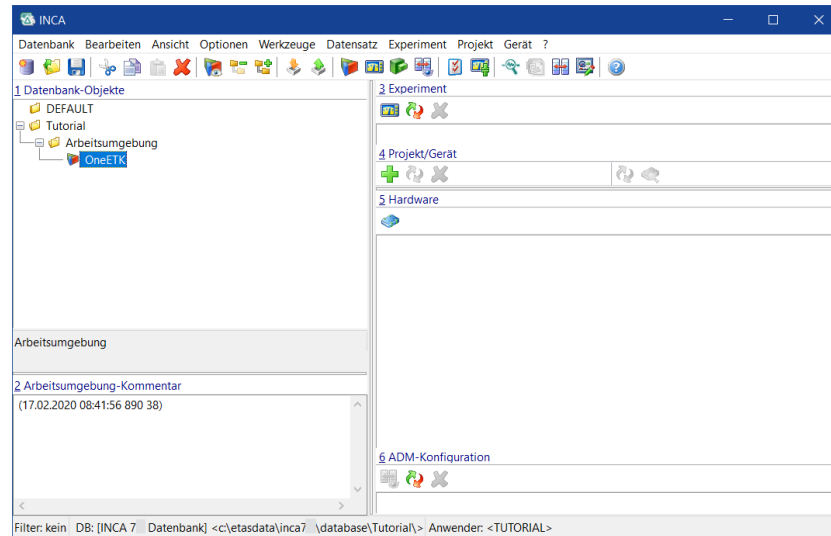 INCA
Datenbank Bearbeiten Ansicht Optionen Werkzeuge Datensatz Experiment Projekt Gerät ?
1 Datenbank-Objekte
DEFAULT
Tutorial
Arbeitsumgebung
OneETK
Arbeitsumgebung
2 Arbeitsumgebung-Kommentar
(17.02.2020 08:41:56 890 38)
3 Experiment
4 Projekt/Gerät
5 Hardware
6 ADM-Konfiguration
Filter: kein DB: [INCA 7 Datenbank] <c:\etasdata\inca7 \database\Tutorial\> Anwender: <TUTORIAL>